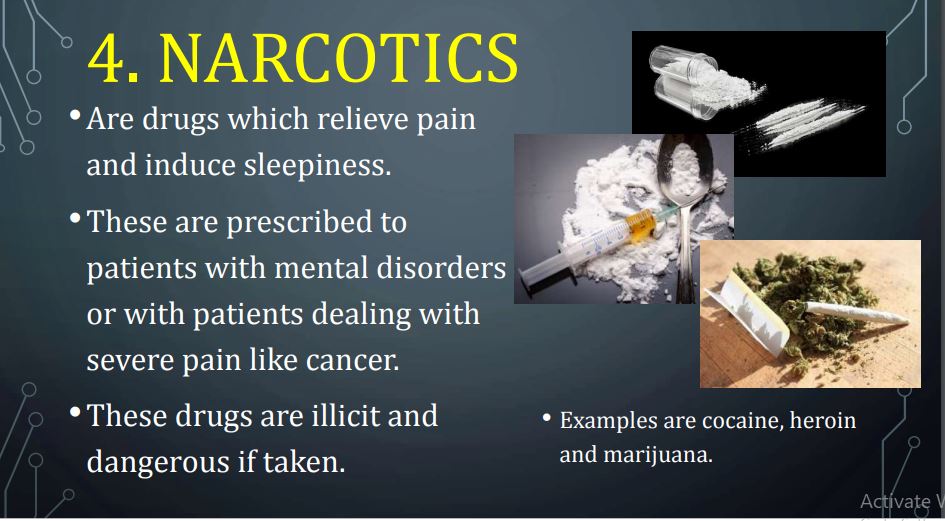 4. NARCOTICS
• Are drugs which relieve pain
and induce sleepiness.
• These are prescribed to
patients with mental disorders
or with patients dealing with
severe pain like cancer.
• These drugs are illicit and
dangerous if taken.
• Examples are cocaine, heroin
and marijuana.
Activate